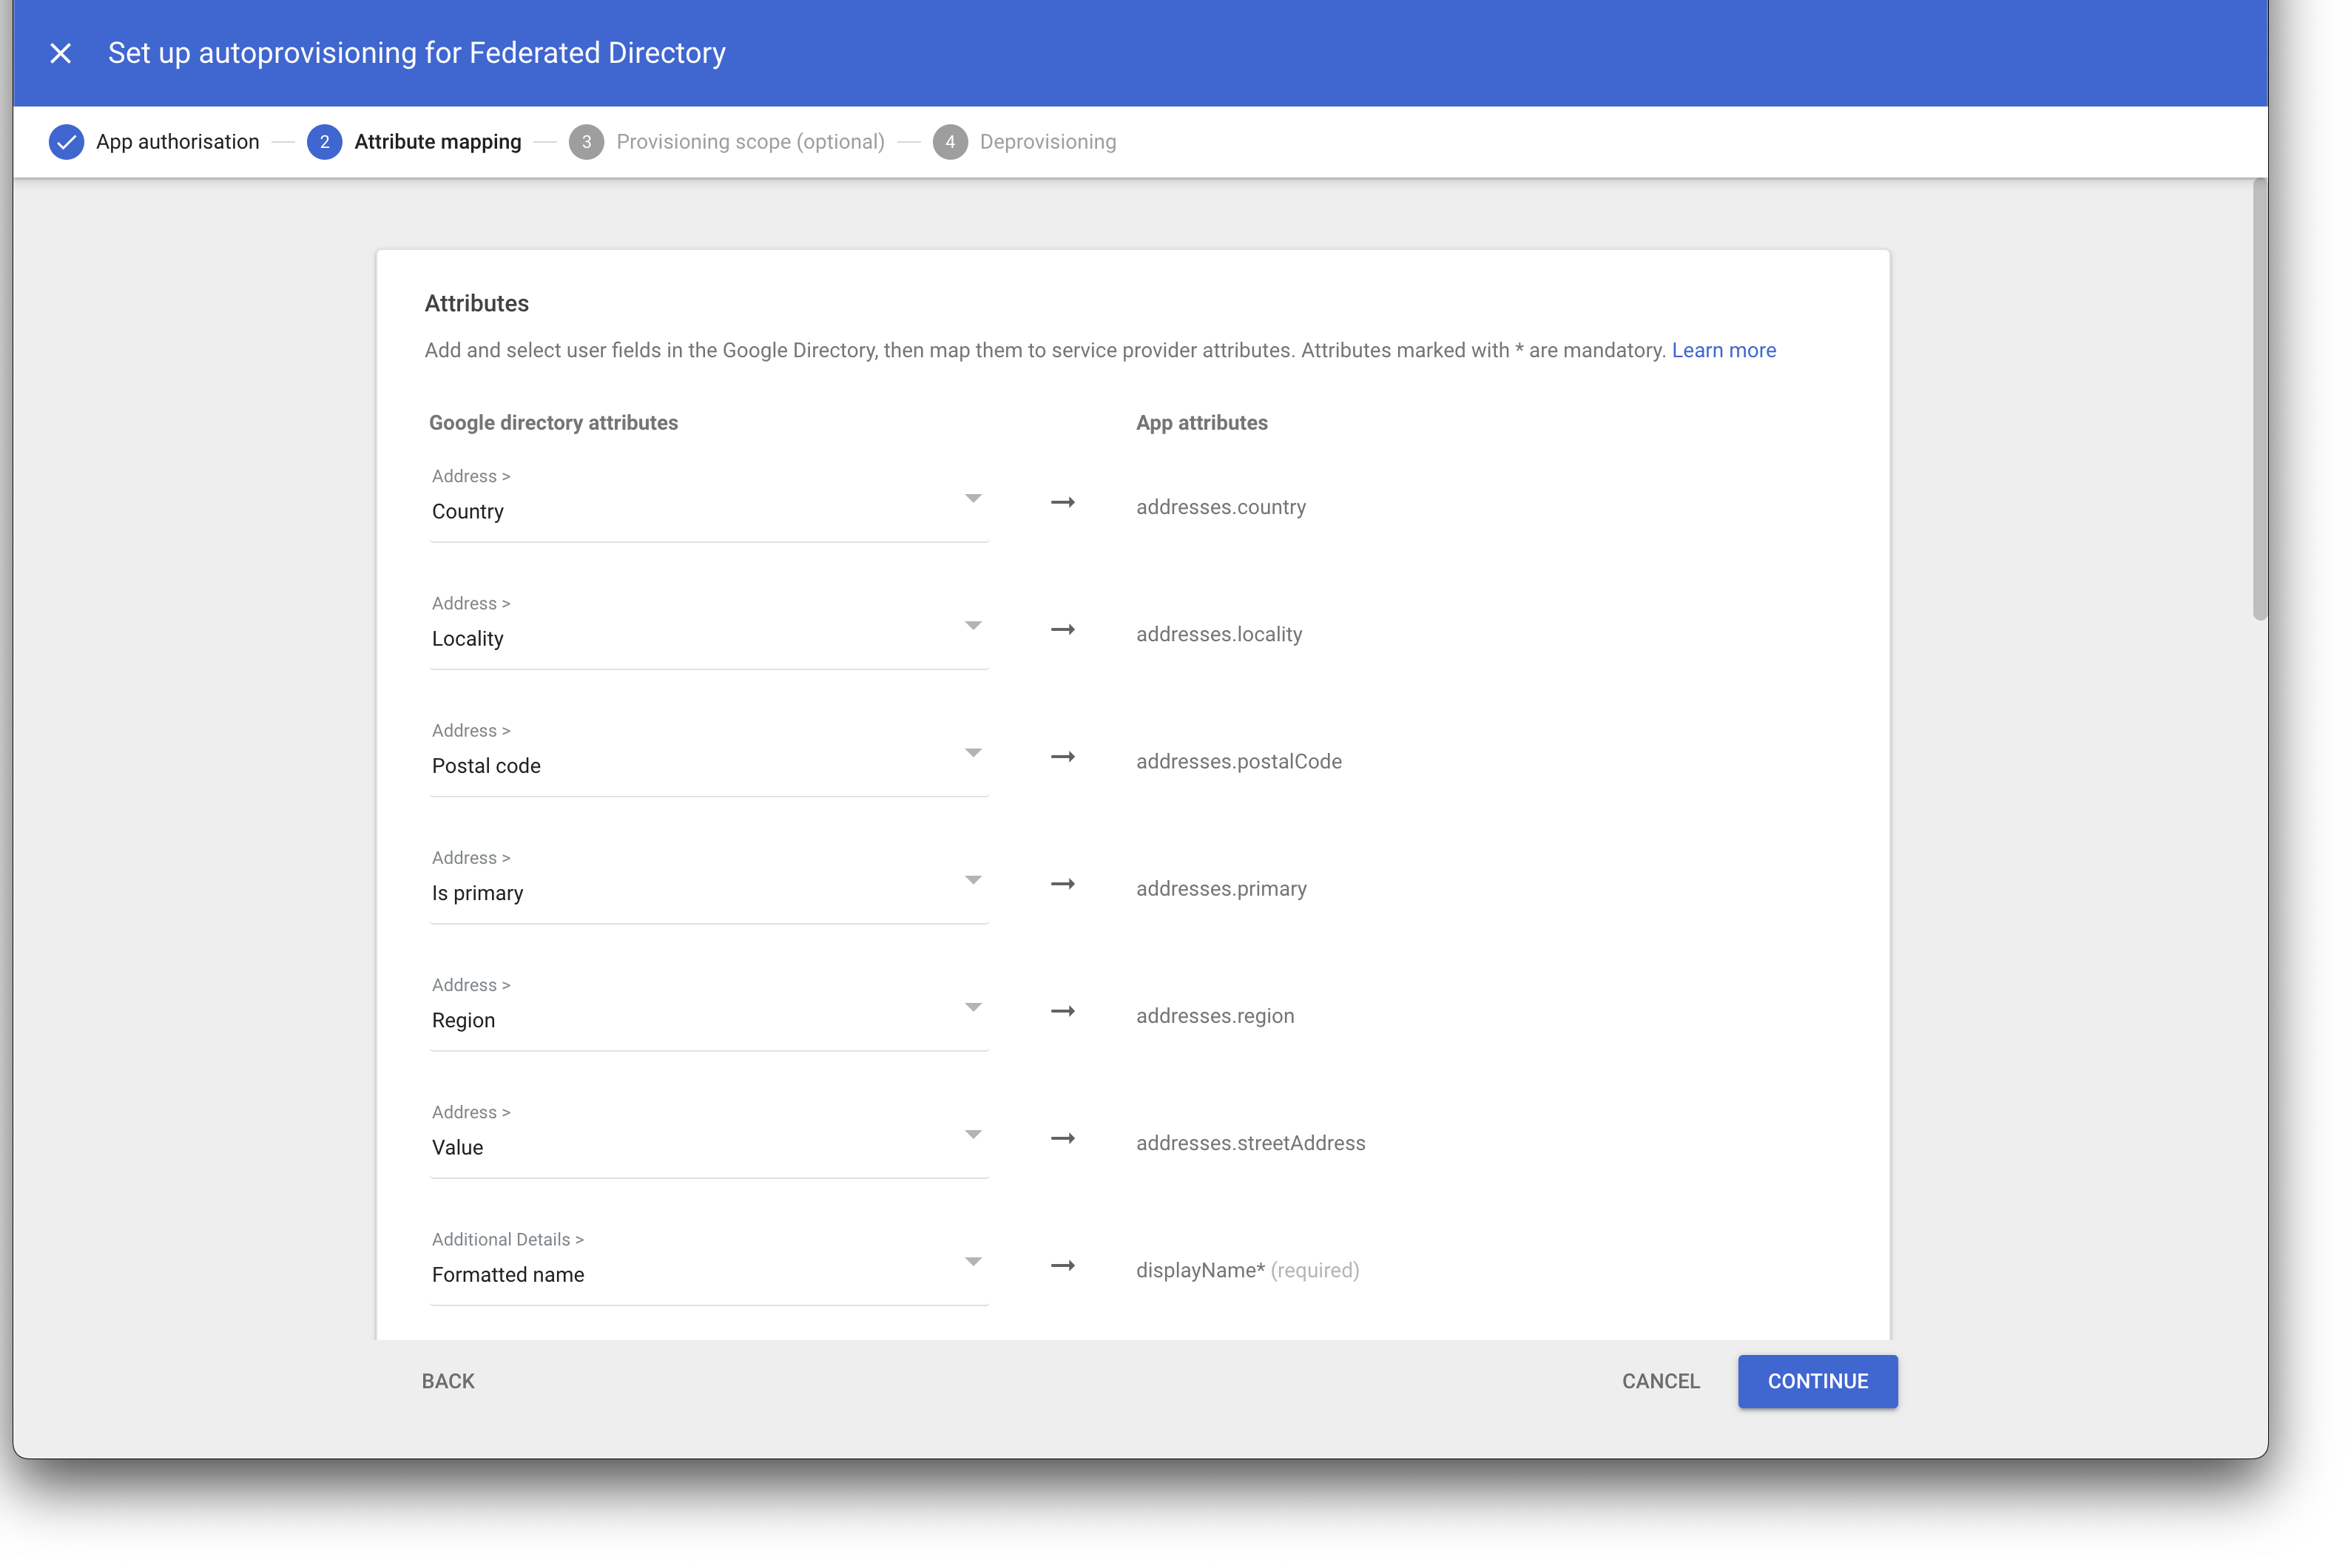 Set up autoprovisioning for Federated Directory
App authorisation 2 Attribute mapping 3 Provisioning scope (optional) 4 Deprovisioning
Attributes
Add and select user fields in the Google Directory, then map them to service provider attributes. Attributes marked with * are mandatory. Learn more
Google directory attributes App attributes
Address >
Country addresses.country
Address >
Locality addresses.locality
Address >
Postal code addresses.postalCode
Address >
Is primary addresses.primary
Address >
Region addresses.region
Address >
Value addresses.streetAddress
Additional Details >
Formatted name displayName* (required)
BACK CANCEL CONTINUE